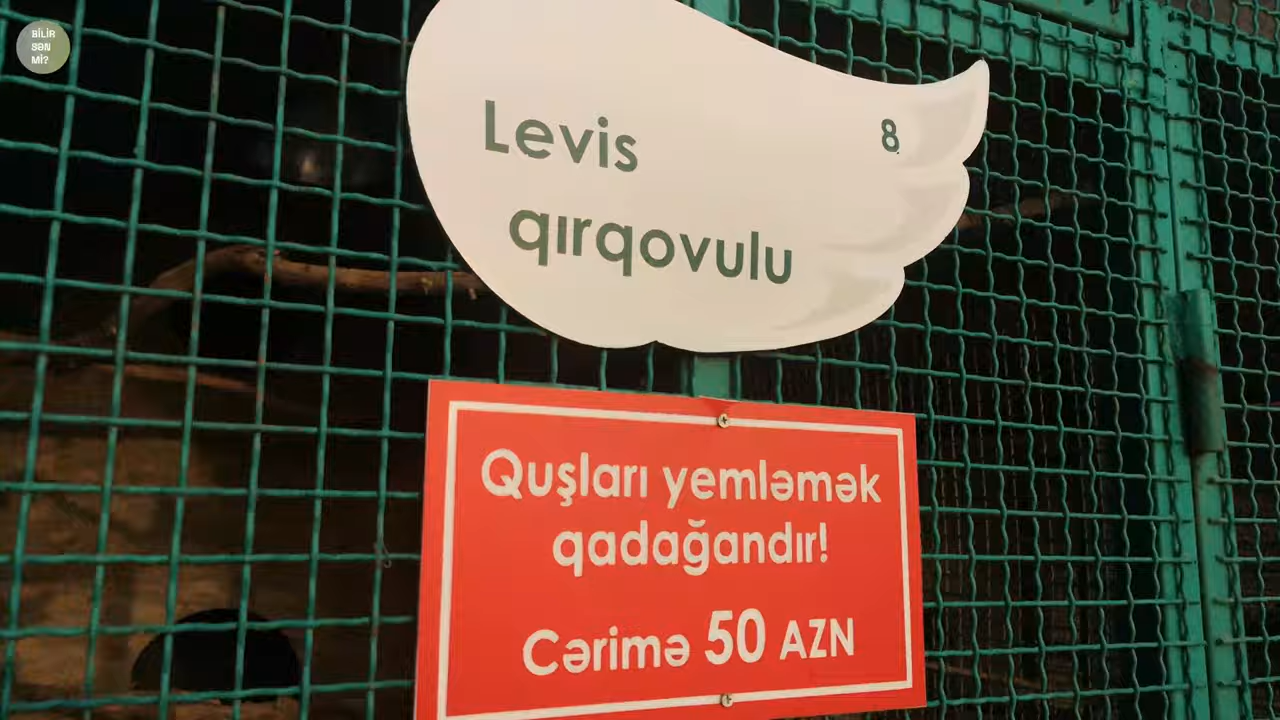 BİLİR
SƏN
Mİ?
Levis
8
qırqovulu
Quşları yemləmək
qadağandır!
Cərimə 50 AZN